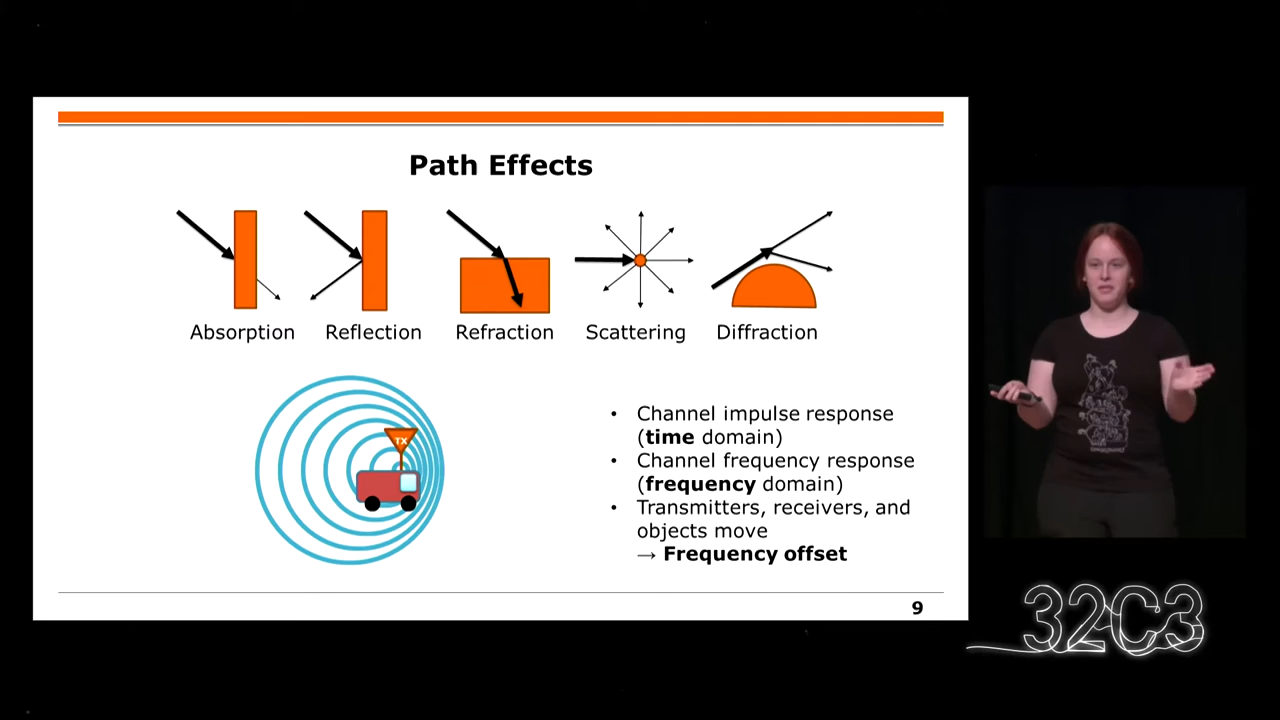 Path Effects
Absorption
Reflection
Refraction
Scattering
Diffraction
TX
• Channel impulse response
(time domain)
• Channel frequency response
(frequency domain)
• Transmitters, receivers, and
objects move
→ Frequency offset
9
32C3